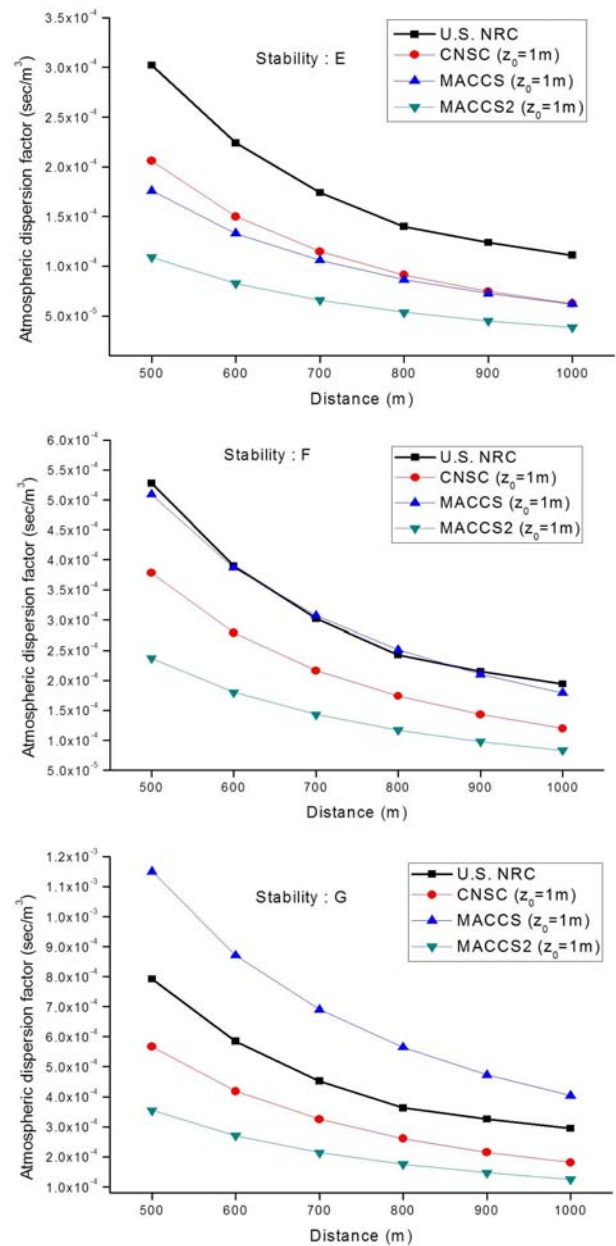 3.5x10⁻⁴
3.0x10⁻⁴
2.5x10⁻⁴
2.0x10⁻⁴
1.5x10⁻⁴
1.0x10⁻⁴
5.0x10⁻⁵
Atmospheric dispersion factor (sec/m³)
Stability : E
U.S. NRC
CNSC (z₀=1m)
MACCS (z₀=1m)
MACCS2 (z₀=1m)
500 600 700 800 900 1000
Distance (m)
6.0x10⁻⁴
5.5x10⁻⁴
5.0x10⁻⁴
4.5x10⁻⁴
4.0x10⁻⁴
3.5x10⁻⁴
3.0x10⁻⁴
2.5x10⁻⁴
2.0x10⁻⁴
1.5x10⁻⁴
1.0x10⁻⁴
5.0x10⁻⁵
Atmospheric dispersion factor (sec/m³)
Stability : F
U.S. NRC
CNSC (z₀=1m)
MACCS (z₀=1m)
MACCS2 (z₀=1m)
500 600 700 800 900 1000
Distance (m)
1.2x10⁻³
1.1x10⁻³
1.0x10⁻³
9.0x10⁻⁴
8.0x10⁻⁴
7.0x10⁻⁴
6.0x10⁻⁴
5.0x10⁻⁴
4.0x10⁻⁴
3.0x10⁻⁴
2.0x10⁻⁴
1.0x10⁻⁴
Atmospheric dispersion factor (sec/m³)
Stability : G
U.S. NRC
CNSC (z₀=1m)
MACCS (z₀=1m)
MACCS2 (z₀=1m)
500 600 700 800 900 1000
Distance (m)